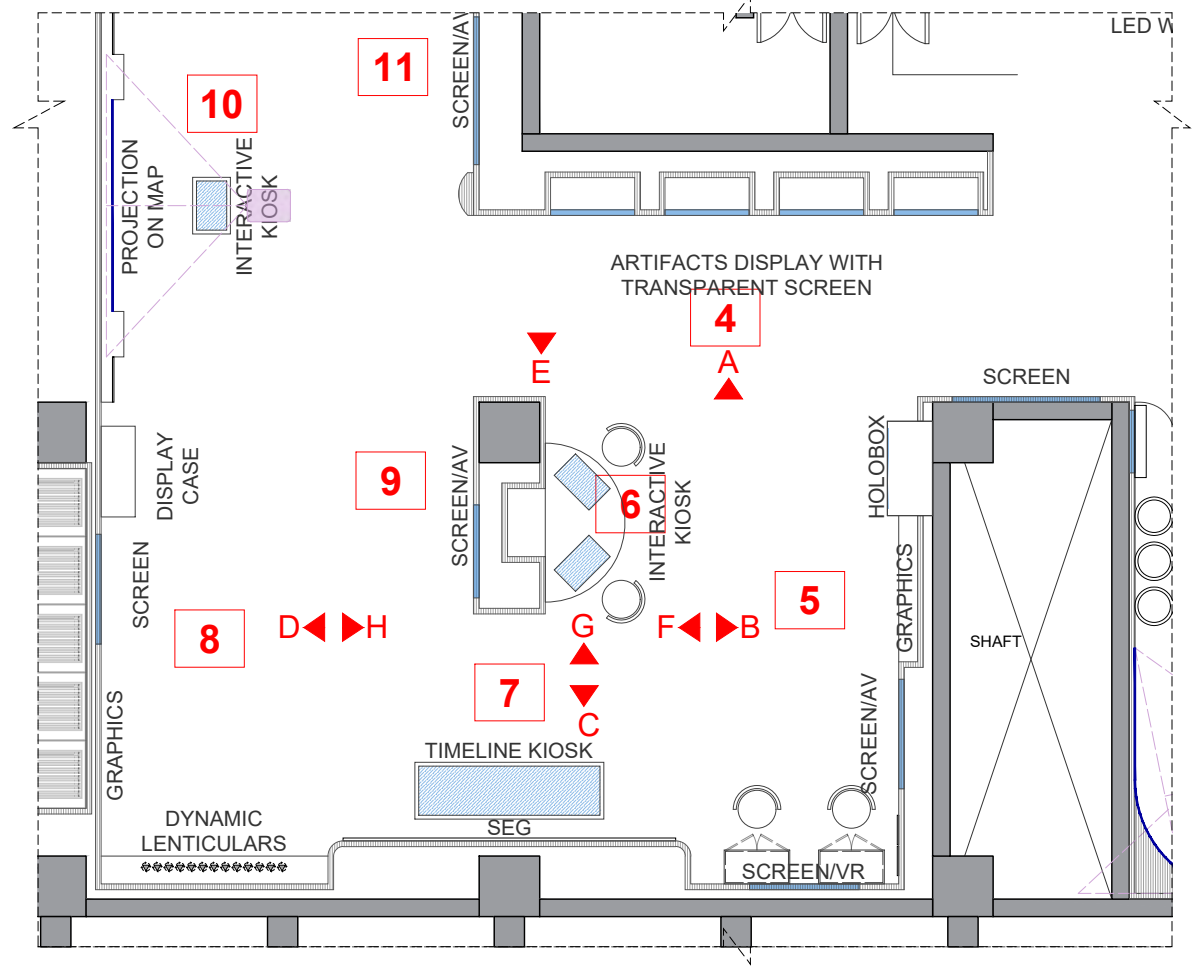 LED W
11
SCREEN/AV
10
PROJECTION
ON MAP
INTERACTIVE
KIOSK
ARTIFACTS DISPLAY WITH
TRANSPARENT SCREEN
4
A
E
SCREEN
DISPLAY
CASE
9
SCREEN/AV
6
INTERACTIVE
KIOSK
HOLOBOX
SCREEN
GRAPHICS
5
8
D
H
G
F
B
SHAFT
7
C
GRAPHICS
SCREEN/AV
TIMELINE KIOSK
SEG
DYNAMIC
LENTICULARS
SCREEN/VR